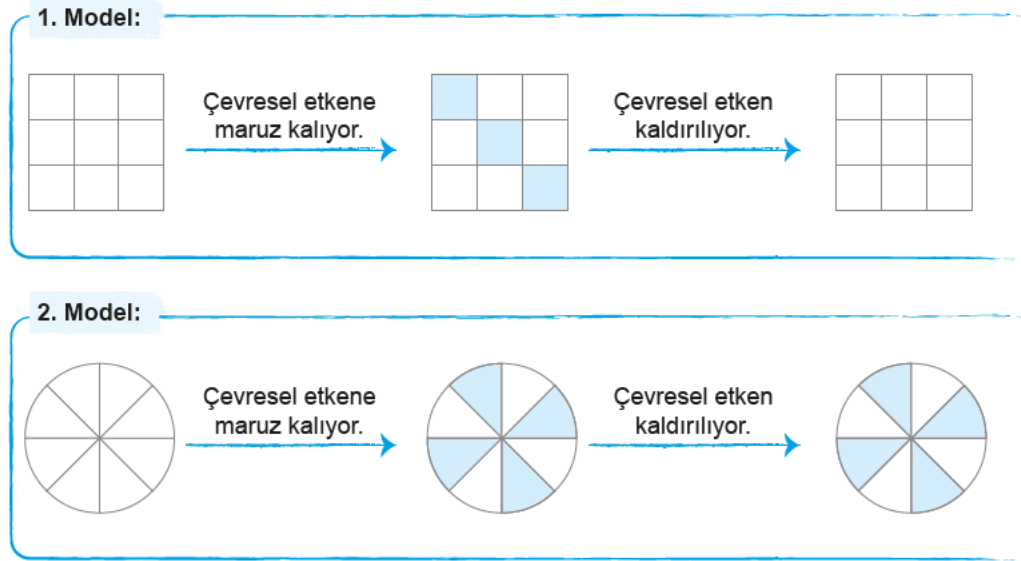 1. Model:
Çevresel etkene
maruz kalıyor.
Çevresel etken
kaldırılıyor.
2. Model:
Çevresel etkene
maruz kalıyor.
Çevresel etken
kaldırılıyor.